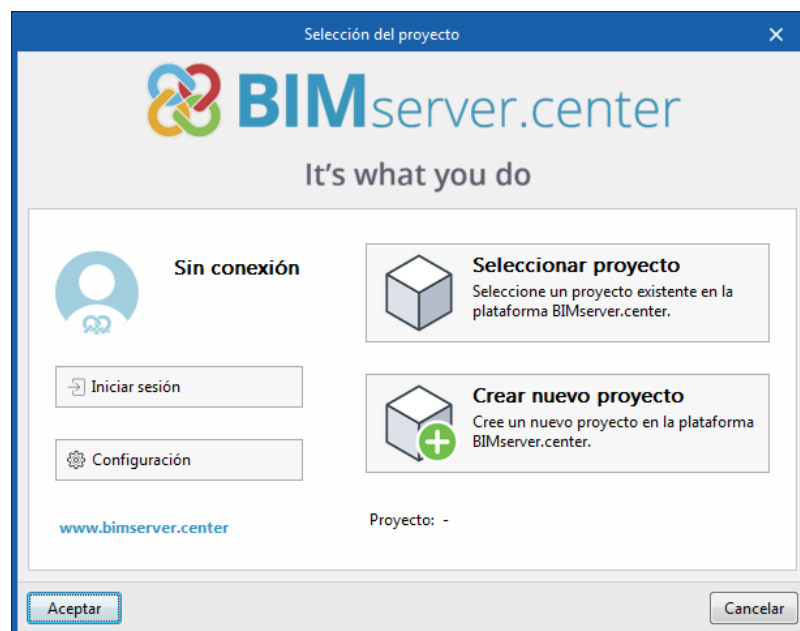 Selección del proyecto
BIMserver.center
It's what you do
Sin conexión
Iniciar sesión
Configuración
www.bimserver.center
Seleccionar proyecto
Seleccione un proyecto existente en la
plataforma BIMserver.center.
Crear nuevo proyecto
Cree un nuevo proyecto en la plataforma
BIMserver.center.
Proyecto: -
Aceptar
Cancelar